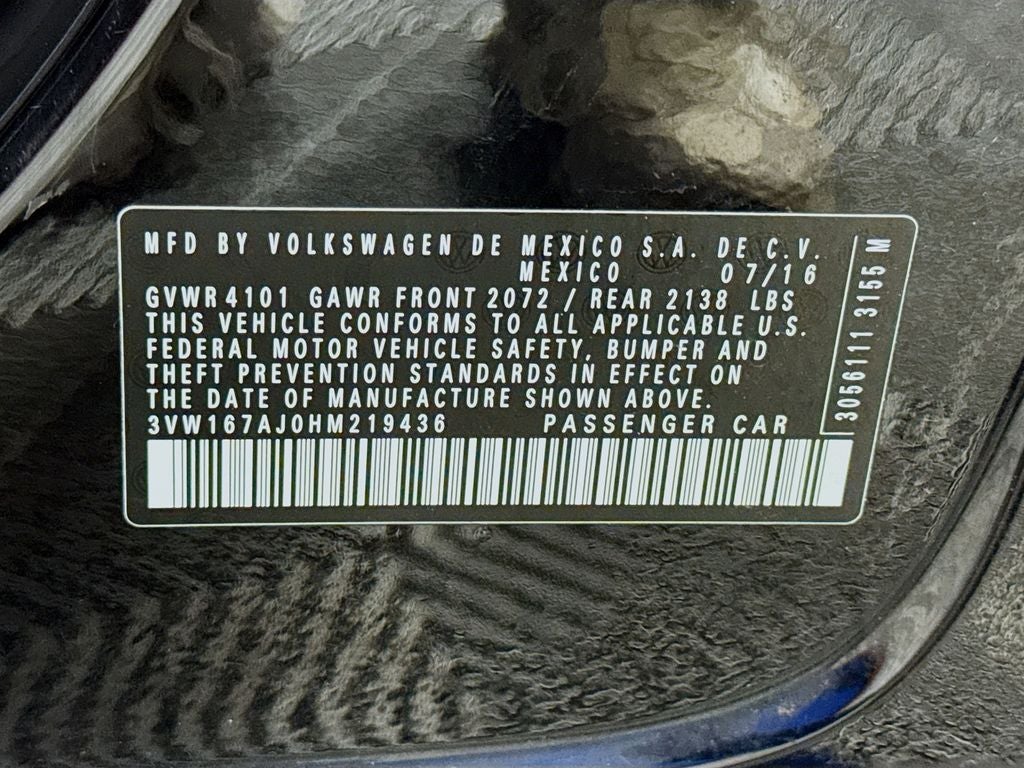 MFD BY VOLKSWAGEN DE MEXICO S.A. DE C.V.
MEXICO 07/16
GVWR 4101 GAWR FRONT 2072 / REAR 2138 LBS
THIS VEHICLE CONFORMS TO ALL APPLICABLE U.S.
FEDERAL MOTOR VEHICLE SAFETY, BUMPER AND
THEFT PREVENTION STANDARDS IN EFFECT ON
THE DATE OF MANUFACTURE SHOWN ABOVE.
3VW167AJ0HM219436 PASSENGER CAR
3056111 3155 M